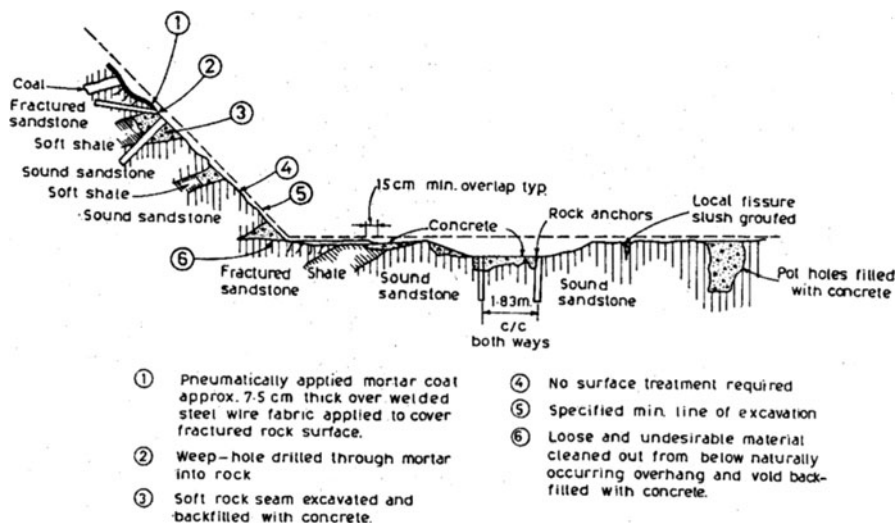 ①
②
③
④
⑤
⑥
Coal
Fractured
sandstone
Soft shale
Sound sandstone
Soft shale
Sound sandstone
15cm min. overlap typ.
Concrete
Rock anchors
Local fissure
slush groufed
Fractured
sandstone
Shale
Sound
sandstone
1·83m.
c/c
both ways
Sound
sandstone
Pot holes filled
with concrete
① Pneumatically applied mortar coat
approx. 7·5 cm thick over welded
steel wire fabric applied to cover
fractured rock surface.
② Weep-hole drilled through mortar
into rock
③ Soft rock seam excavated and
backfilled with concrete.
④ No surface treatment required
⑤ Specified min. line of excavation
⑥ Loose and undesirable material
cleaned out from below naturally
occurring overhang and vold back-
filled with concrete.